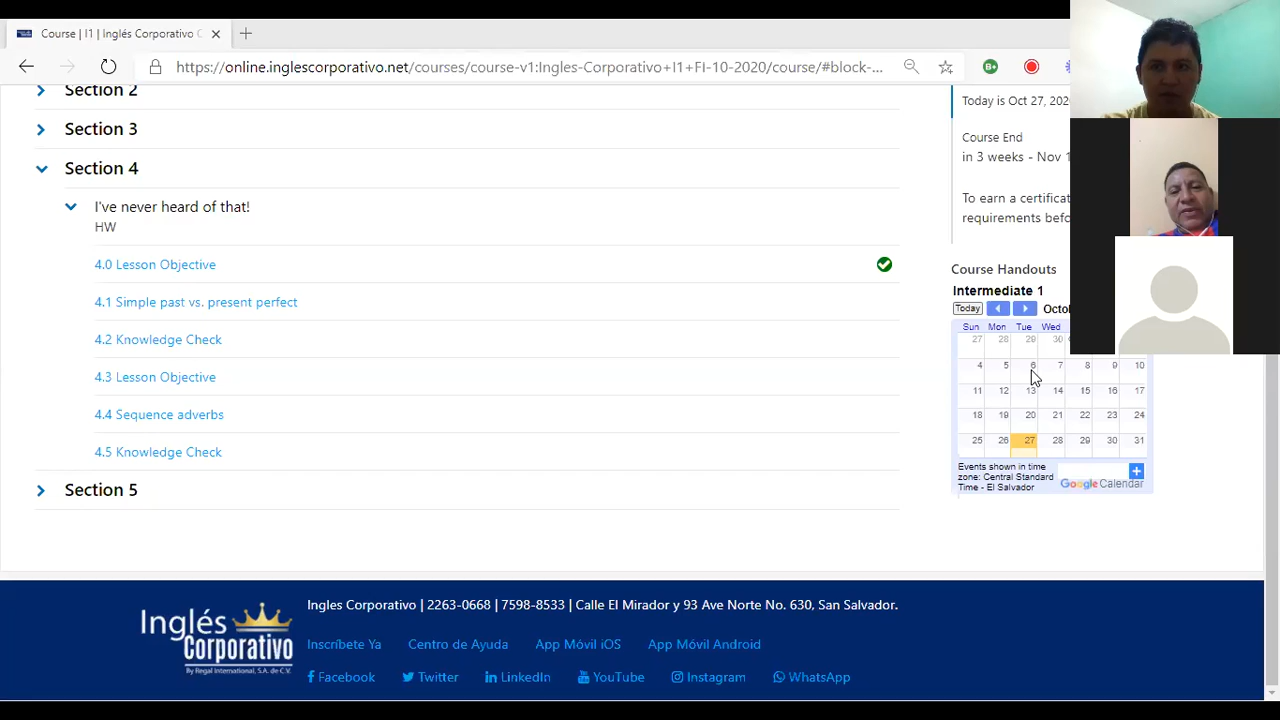 Course | I1 | Inglés Corporativo C
https://online.inglescorporativo.net/courses/course-v1:Ingles-Corporativo+I1+FI-10-2020/course/#block-...
Section 2
Section 3
Section 4
I've never heard of that!
HW
4.0 Lesson Objective
4.1 Simple past vs. present perfect
4.2 Knowledge Check
4.3 Lesson Objective
4.4 Sequence adverbs
4.5 Knowledge Check
Section 5
Today is Oct 27, 202
Course End
in 3 weeks - Nov 1
To earn a certificat
requirements befo
Course Handouts
Intermediate 1
Today Octo
Sun Mon Tue Wed
27 28 29 30
4 5 6 7 8 9 10
11 12 13 14 15 16 17
18 19 20 21 22 23 24
25 26 27 28 29 30 31
Events shown in time
zone: Central Standard
Time - El Salvador
Google Calendar
Inglés
Corporativo
By Regal International, S.A. de C.V.
Ingles Corporativo | 2263-0668 | 7598-8533 | Calle El Mirador y 93 Ave Norte No. 630, San Salvador.
Inscríbete Ya Centro de Ayuda App Móvil iOS App Móvil Android
Facebook Twitter LinkedIn YouTube Instagram WhatsApp